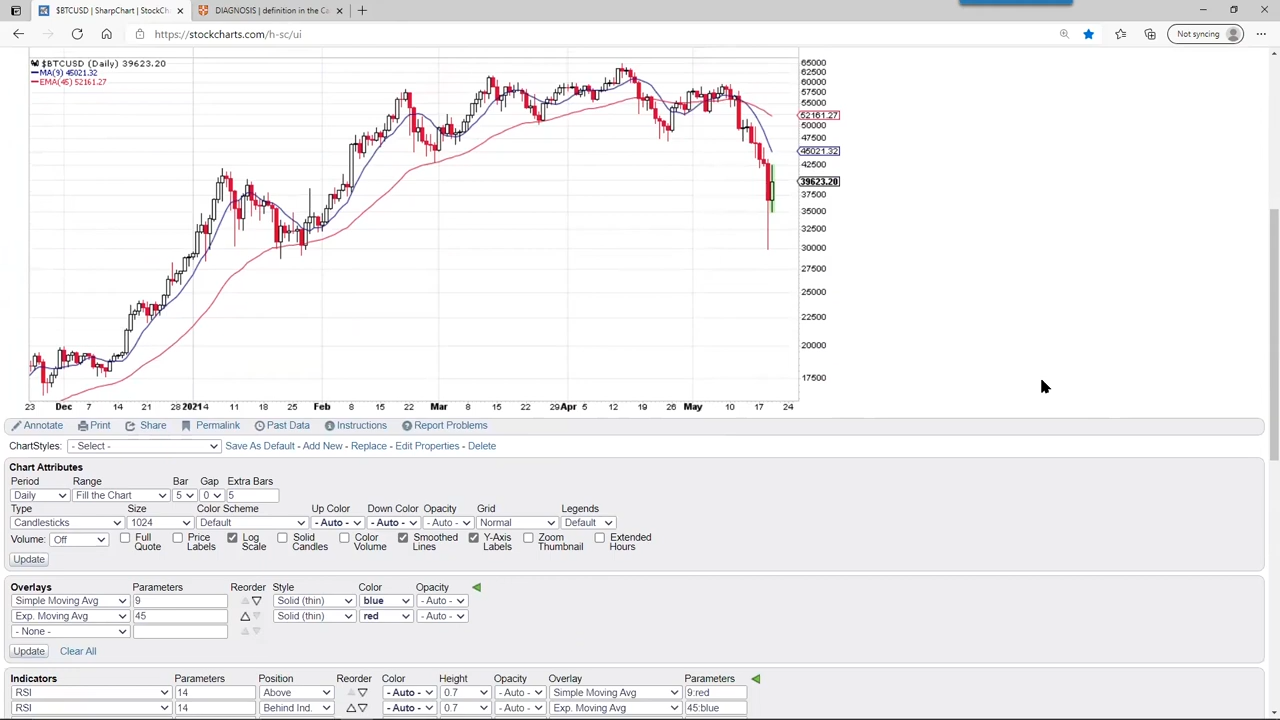 $BTCUSD | SharpChart | StockCh
DIAGNOSIS | definition in the Ca
https://stockcharts.com/h-sc/ui
Not syncing
$BTCUSD (Daily) 39623.20
MA(9) 45021.32
EMA(45) 52161.27
65000
62500
60000
57500
55000
52161.27
50000
47500
45021.32
42500
39623.20
37500
35000
32500
30000
27500
25000
22500
20000
17500
23 Dec 7 14 21 28 2021 4 11 18 25 Feb 8 15 22 Mar 8 15 22 29 Apr 5 12 19 26 May 10 17 24
Annotate Print Share Permalink Past Data Instructions Report Problems
ChartStyles: - Select - Save As Default - Add New - Replace - Edit Properties - Delete
Chart Attributes
Period Range Bar Gap Extra Bars
Daily Fill the Chart 5 0 5
Type Size Color Scheme Up Color Down Color Opacity Grid Legends
Candlesticks 1024 Default - Auto - - Auto - - Auto - Normal Default
Volume: Off Full Quote Price Labels Log Scale Solid Candles Color Volume Smoothed Lines Y-Axis Labels Zoom Thumbnail Extended Hours
Update
Overlays Parameters Reorder Style Color Opacity
Simple Moving Avg 9 Solid (thin) blue - Auto -
Exp. Moving Avg 45 Solid (thin) red - Auto -
- None -
Update Clear All
Indicators Parameters Position Reorder Color Height Opacity Overlay Parameters
RSI 14 Above - Auto - 0.7 - Auto - Simple Moving Avg 9:red
RSI 14 Behind Ind. - Auto - 0.7 - Auto - Exp. Moving Avg 45:blue